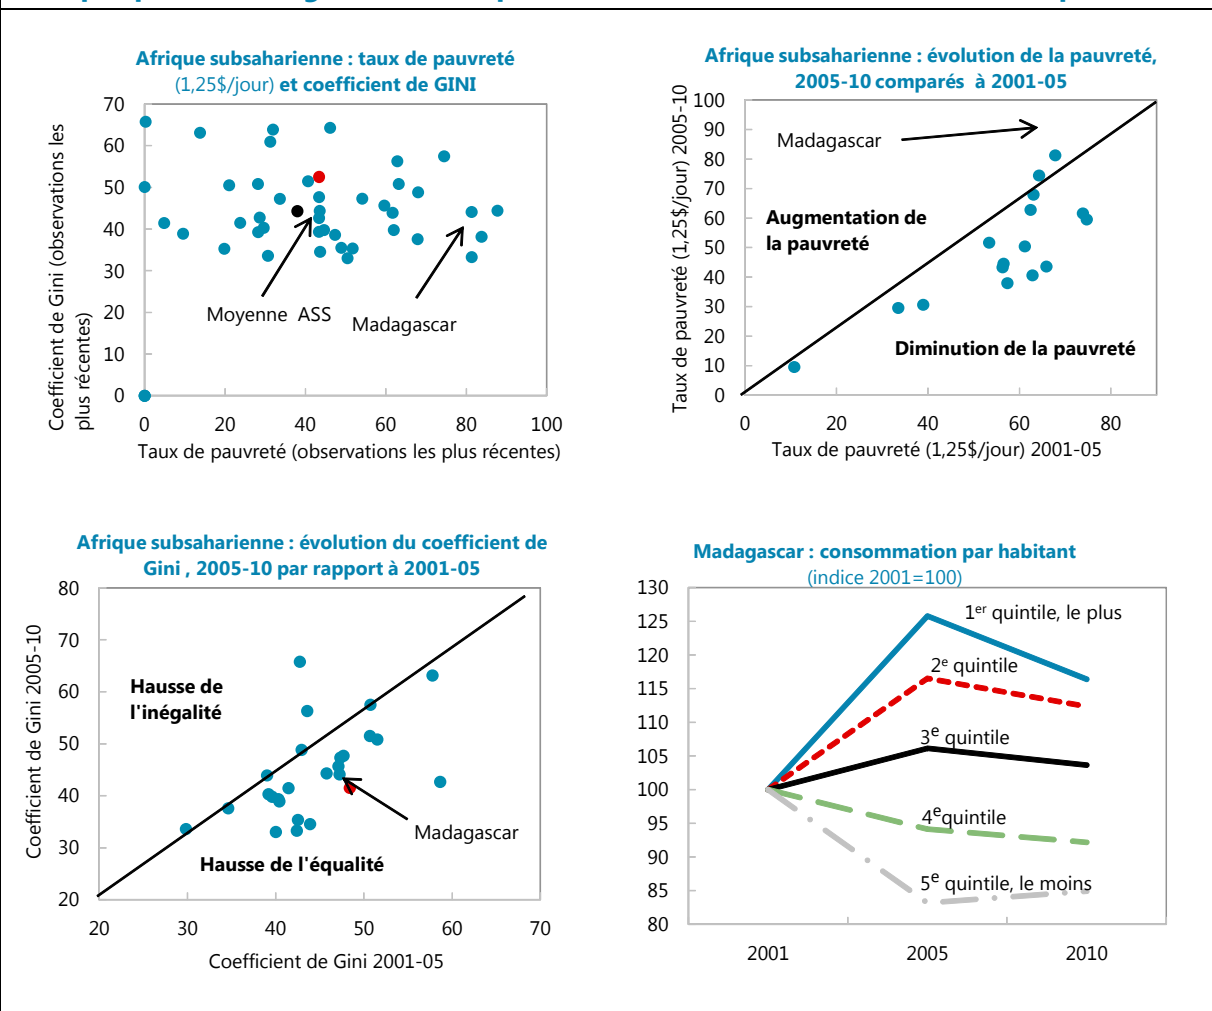 Afrique subsaharienne : taux de pauvreté
(1,25$/jour) et coefficient de GINI
Coefficient de Gini (observations les
plus récentes)
70
60
50
40
30
20
10
0
Moyenne ASS
Madagascar
0 20 40 60 80 100
Taux de pauvreté (observations les plus récentes)
Afrique subsaharienne : évolution de la pauvreté,
2005-10 comparés à 2001-05
Taux de pauvreté (1,25$/jour) 2005-10
100
90
80
70
60
50
40
30
20
10
0
Madagascar
Augmentation de
la pauvreté
Diminution de la pauvreté
0 20 40 60 80
Taux de pauvreté (1,25$/jour) 2001-05
Afrique subsaharienne : évolution du coefficient de
Gini , 2005-10 par rapport à 2001-05
Coefficient de Gini 2005-10
80
70
60
50
40
30
20
Hausse de
l'inégalité
Madagascar
Hausse de l'équalité
20 30 40 50 60 70
Coefficient de Gini 2001-05
Madagascar : consommation par habitant
(indice 2001=100)
130
125
120
115
110
105
100
95
90
85
80
1er quintile, le plus
2e quintile
3e quintile
4equintile
5e quintile, le moins
2001 2005 2010